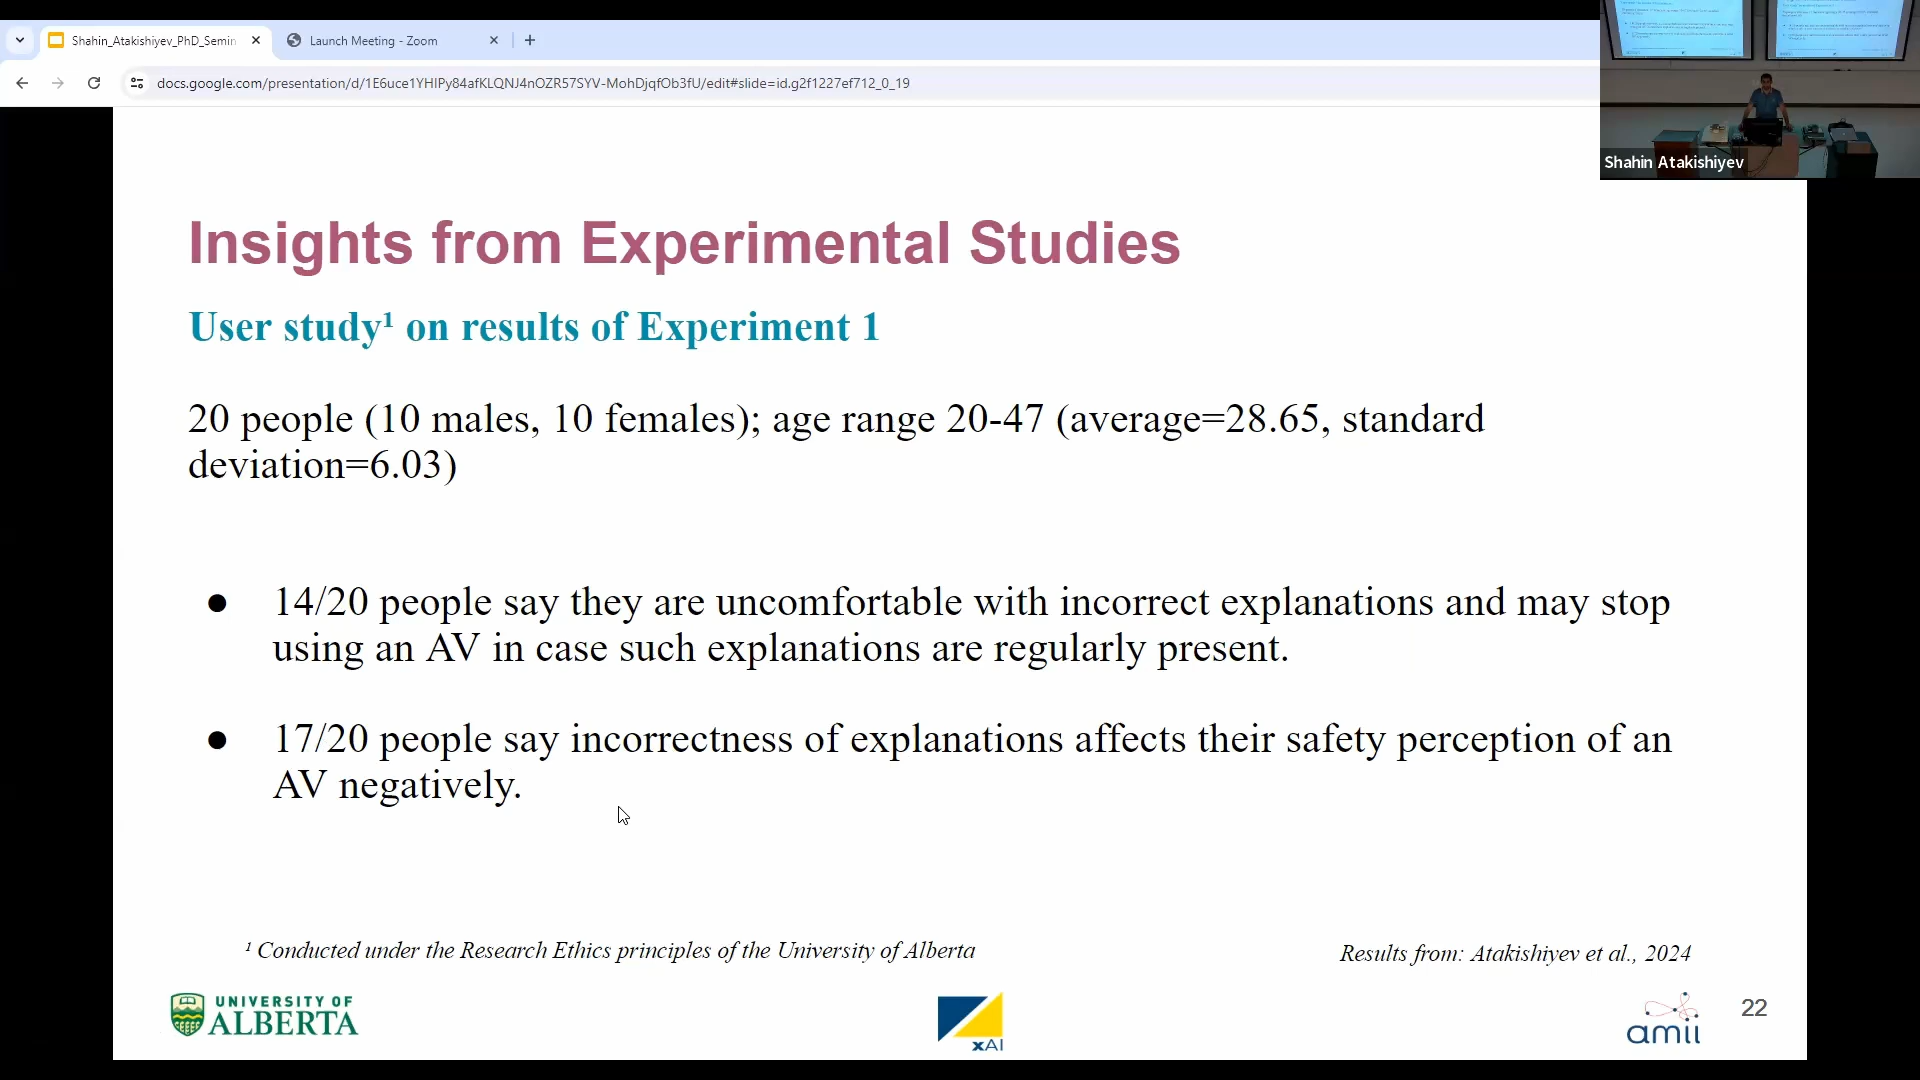 Shahin_Atakishiyev_PhD_Semin
Launch Meeting - Zoom
docs.google.com/presentation/d/1E6uce1YHIPy84afKLQNJ4nOZR57SYV-MohDjqfOb3fU/edit#slide=id.g2f1227ef712_0_19
Shahin Atakishiyev
Insights from Experimental Studies
User study¹ on results of Experiment 1
20 people (10 males, 10 females); age range 20-47 (average=28.65, standard
deviation=6.03)
● 14/20 people say they are uncomfortable with incorrect explanations and may stop
using an AV in case such explanations are regularly present.
● 17/20 people say incorrectness of explanations affects their safety perception of an
AV negatively.
¹ Conducted under the Research Ethics principles of the University of Alberta
Results from: Atakishiyev et al., 2024
UNIVERSITY OF
ALBERTA
xAI
amii
22